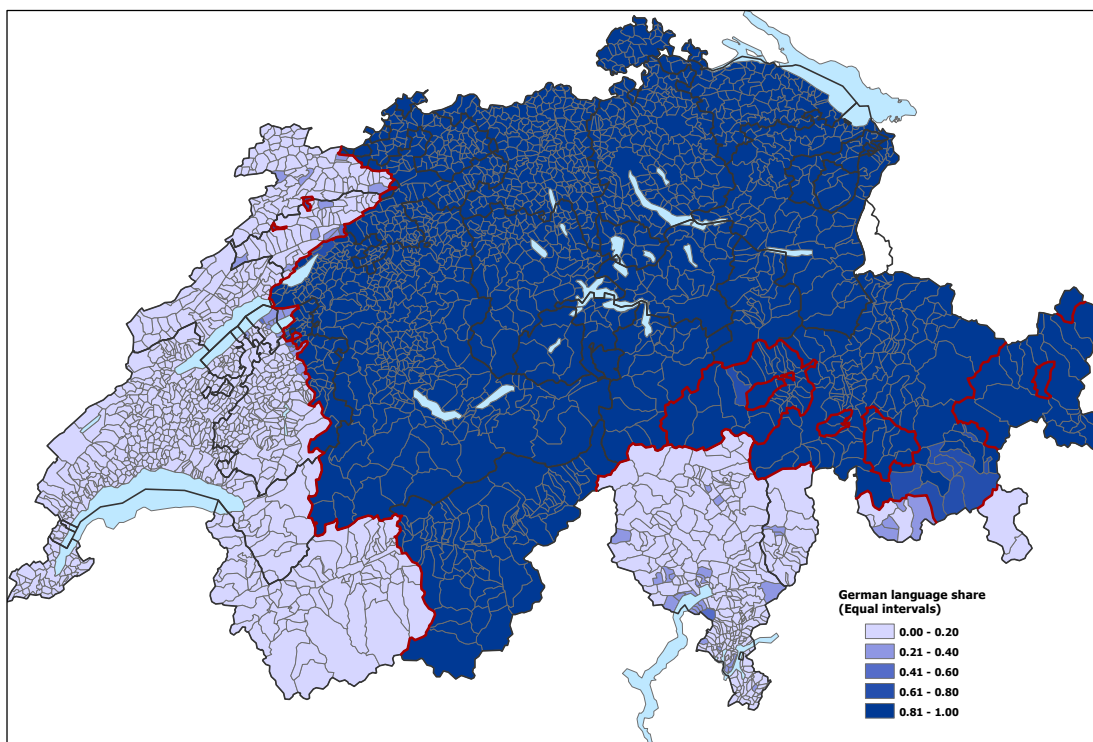 German language share
(Equal intervals)
0.00 - 0.20
0.21 - 0.40
0.41 - 0.60
0.61 - 0.80
0.81 - 1.00